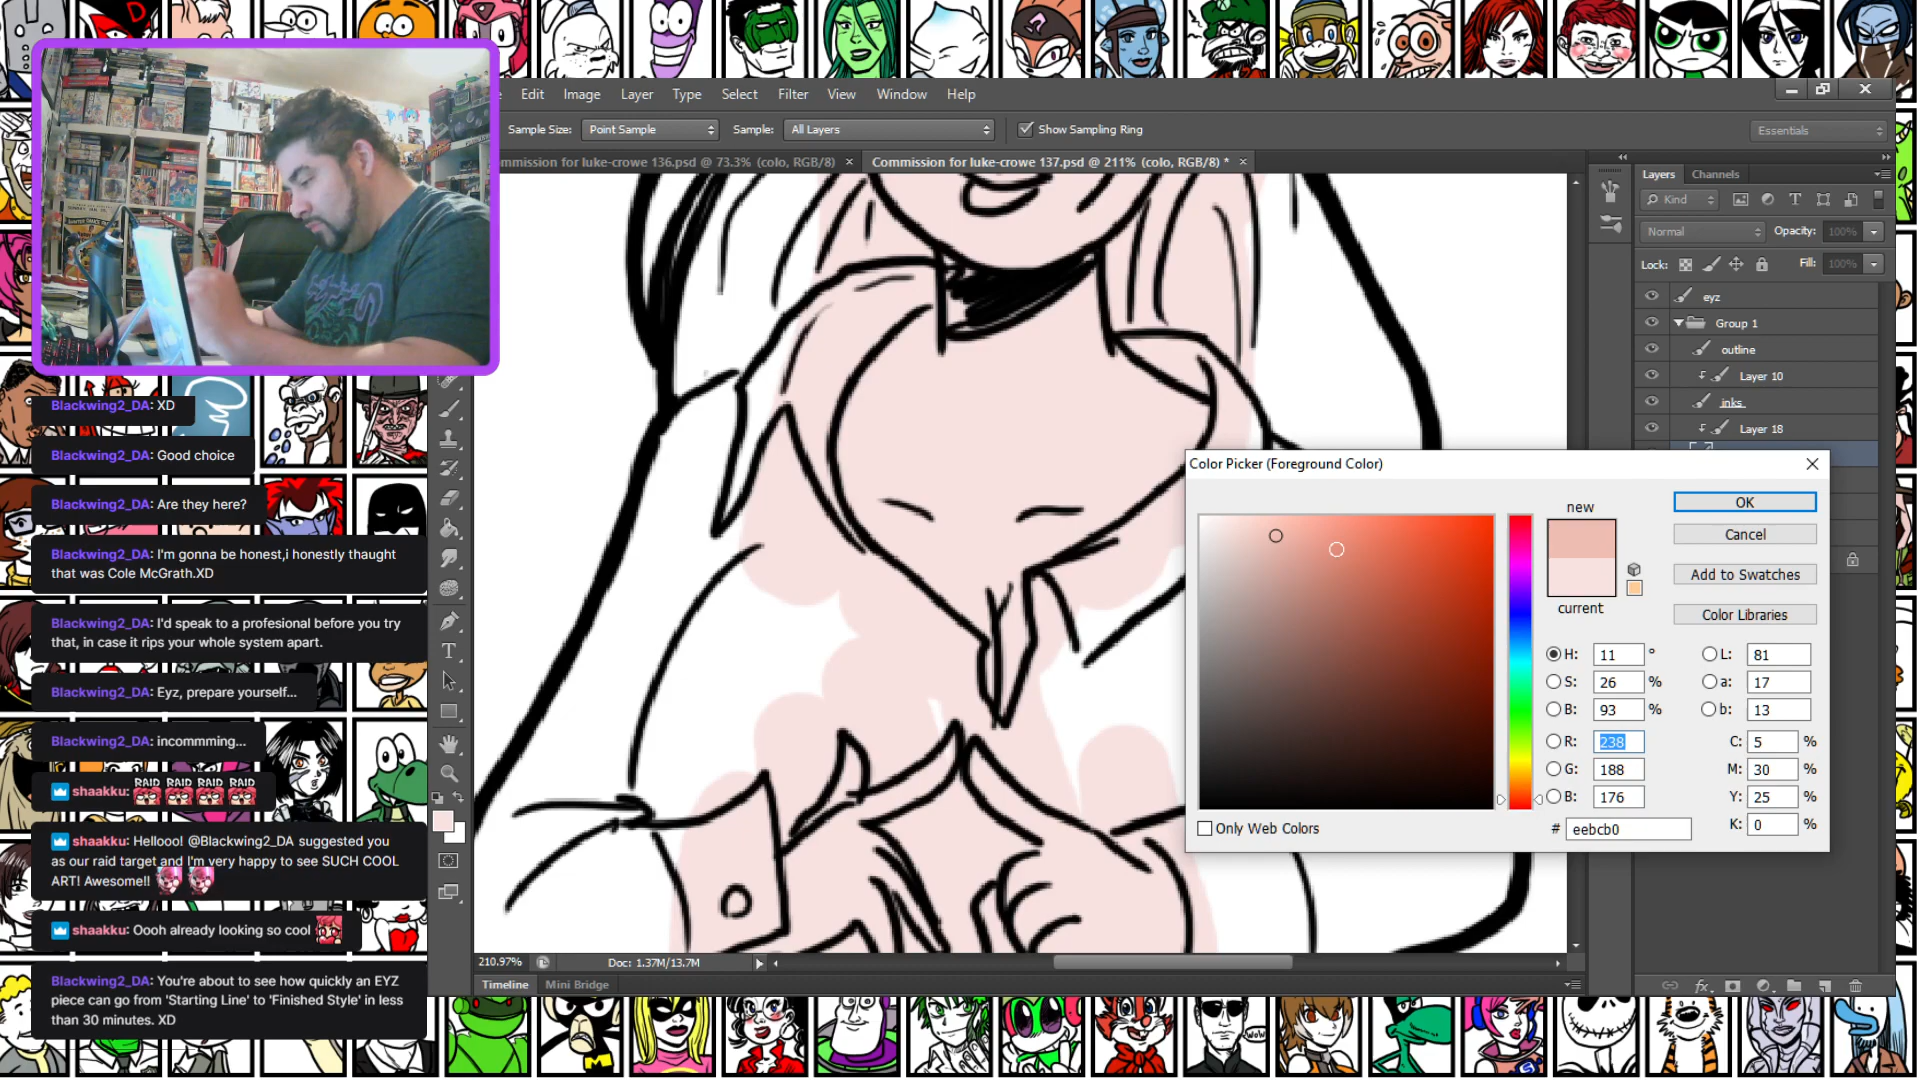 Edit Image Layer Type Select Filter View Window Help
Sample Size: Point Sample Sample: All Layers Show Sampling Ring Essentials
ommission for luke-crowe 136.psd @ 73.3% (colo, RGB/8) × Commission for luke-crowe 137.psd @ 211% (colo, RGB/8) * ×
Layers Channels
Kind
Normal Opacity: 100%
Lock: Fill: 100%
eyz
Group 1
outline
Layer 10
inks
Layer 18
Color Picker (Foreground Color)
new
current
OK
Cancel
Add to Swatches
Color Libraries
H: 11 ° L: 81
S: 26 % a: 17
B: 93 % b: 13
R: 238 C: 5 %
G: 188 M: 30 %
B: 176 Y: 25 %
Only Web Colors # eebcb0 K: 0 %
210.97% Doc: 1.37M/13.7M
Timeline Mini Bridge
Blackwing2_DA: XD
Blackwing2_DA: Good choice
Blackwing2_DA: Are they here?
Blackwing2_DA: I'm gonna be honest,i honestly thaught
that was Cole McGrath.XD
Blackwing2_DA: I'd speak to a profesional before you try
that, in case it rips your whole system apart.
Blackwing2_DA: Eyz, prepare yourself...
Blackwing2_DA: incommming...
shaakku: RAID RAID RAID RAID
shaakku: Hellooo! @Blackwing2_DA suggested you
as our raid target and I'm very happy to see SUCH COOL
ART! Awesome!!
shaakku: Oooh already looking so cool
Blackwing2_DA: You're about to see how quickly an EYZ
piece can go from 'Starting Line' to 'Finished Style' in less
than 30 minutes. XD